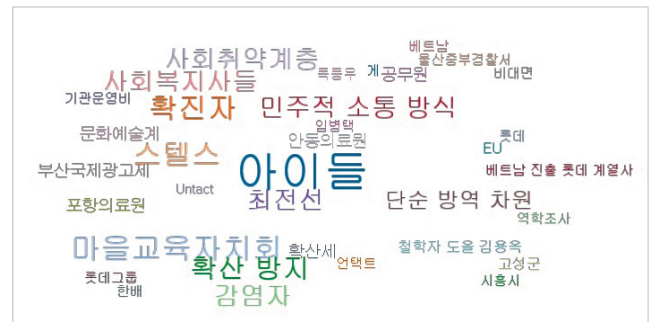 베트남
사회취약계층
울산중부경찰서
록퉁우
게
공무원
비대면
사회복지사들
기관운영비
확진자
민주적 소통 방식
임병택
문화예술계
안동의료원
롯데
스텔스
EU
아이들
부산국제광고제
베트남 진출 롯데 계열사
Untact
최전선
단순 방역 차원
포항의료원
역학조사
마을교육자치회
확산세
철학자 도올 김용옥
확산 방지
언택트
고성군
롯데그룹
시흥시
한배
감염자